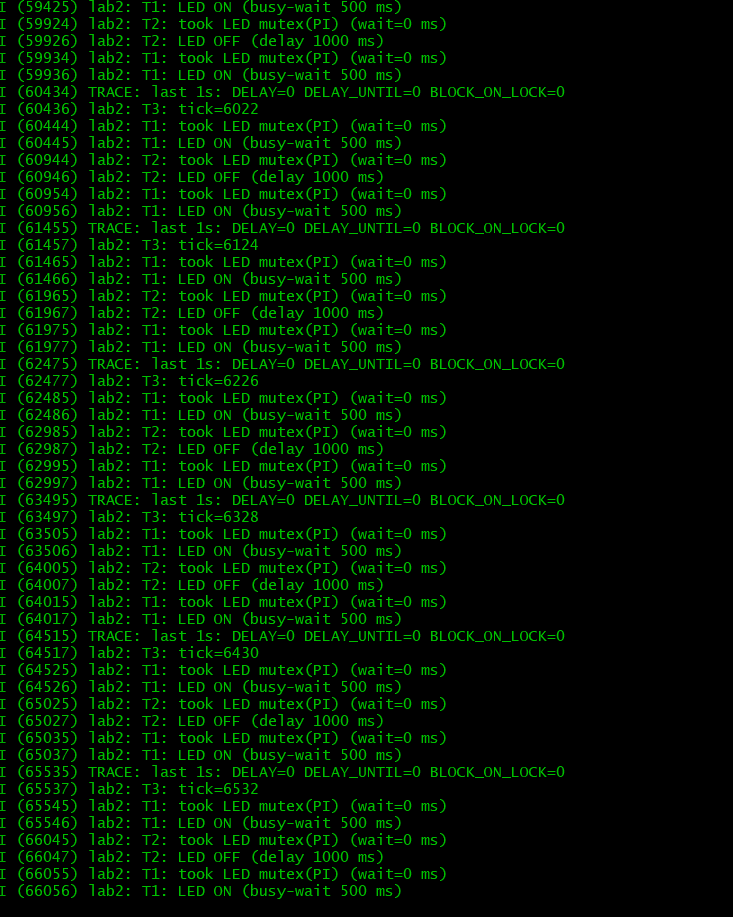 I (59425) lab2: T1: LED ON (busy-wait 500 ms)
I (59924) lab2: T2: took LED mutex(PI) (wait=0 ms)
I (59926) lab2: T2: LED OFF (delay 1000 ms)
I (59934) lab2: T1: took LED mutex(PI) (wait=0 ms)
I (59936) lab2: T1: LED ON (busy-wait 500 ms)
I (60434) TRACE: last 1s: DELAY=0 DELAY_UNTIL=0 BLOCK_ON_LOCK=0
I (60436) lab2: T3: tick=6022
I (60444) lab2: T1: took LED mutex(PI) (wait=0 ms)
I (60445) lab2: T1: LED ON (busy-wait 500 ms)
I (60944) lab2: T2: took LED mutex(PI) (wait=0 ms)
I (60946) lab2: T2: LED OFF (delay 1000 ms)
I (60954) lab2: T1: took LED mutex(PI) (wait=0 ms)
I (60956) lab2: T1: LED ON (busy-wait 500 ms)
I (61455) TRACE: last 1s: DELAY=0 DELAY_UNTIL=0 BLOCK_ON_LOCK=0
I (61457) lab2: T3: tick=6124
I (61465) lab2: T1: took LED mutex(PI) (wait=0 ms)
I (61466) lab2: T1: LED ON (busy-wait 500 ms)
I (61965) lab2: T2: took LED mutex(PI) (wait=0 ms)
I (61967) lab2: T2: LED OFF (delay 1000 ms)
I (61975) lab2: T1: took LED mutex(PI) (wait=0 ms)
I (61977) lab2: T1: LED ON (busy-wait 500 ms)
I (62475) TRACE: last 1s: DELAY=0 DELAY_UNTIL=0 BLOCK_ON_LOCK=0
I (62477) lab2: T3: tick=6226
I (62485) lab2: T1: took LED mutex(PI) (wait=0 ms)
I (62486) lab2: T1: LED ON (busy-wait 500 ms)
I (62985) lab2: T2: took LED mutex(PI) (wait=0 ms)
I (62987) lab2: T2: LED OFF (delay 1000 ms)
I (62995) lab2: T1: took LED mutex(PI) (wait=0 ms)
I (62997) lab2: T1: LED ON (busy-wait 500 ms)
I (63495) TRACE: last 1s: DELAY=0 DELAY_UNTIL=0 BLOCK_ON_LOCK=0
I (63497) lab2: T3: tick=6328
I (63505) lab2: T1: took LED mutex(PI) (wait=0 ms)
I (63506) lab2: T1: LED ON (busy-wait 500 ms)
I (64005) lab2: T2: took LED mutex(PI) (wait=0 ms)
I (64007) lab2: T2: LED OFF (delay 1000 ms)
I (64015) lab2: T1: took LED mutex(PI) (wait=0 ms)
I (64017) lab2: T1: LED ON (busy-wait 500 ms)
I (64515) TRACE: last 1s: DELAY=0 DELAY_UNTIL=0 BLOCK_ON_LOCK=0
I (64517) lab2: T3: tick=6430
I (64525) lab2: T1: took LED mutex(PI) (wait=0 ms)
I (64526) lab2: T1: LED ON (busy-wait 500 ms)
I (65025) lab2: T2: took LED mutex(PI) (wait=0 ms)
I (65027) lab2: T2: LED OFF (delay 1000 ms)
I (65035) lab2: T1: took LED mutex(PI) (wait=0 ms)
I (65037) lab2: T1: LED ON (busy-wait 500 ms)
I (65535) TRACE: last 1s: DELAY=0 DELAY_UNTIL=0 BLOCK_ON_LOCK=0
I (65537) lab2: T3: tick=6532
I (65545) lab2: T1: took LED mutex(PI) (wait=0 ms)
I (65546) lab2: T1: LED ON (busy-wait 500 ms)
I (66045) lab2: T2: took LED mutex(PI) (wait=0 ms)
I (66047) lab2: T2: LED OFF (delay 1000 ms)
I (66055) lab2: T1: took LED mutex(PI) (wait=0 ms)
I (66056) lab2: T1: LED ON (busy-wait 500 ms)